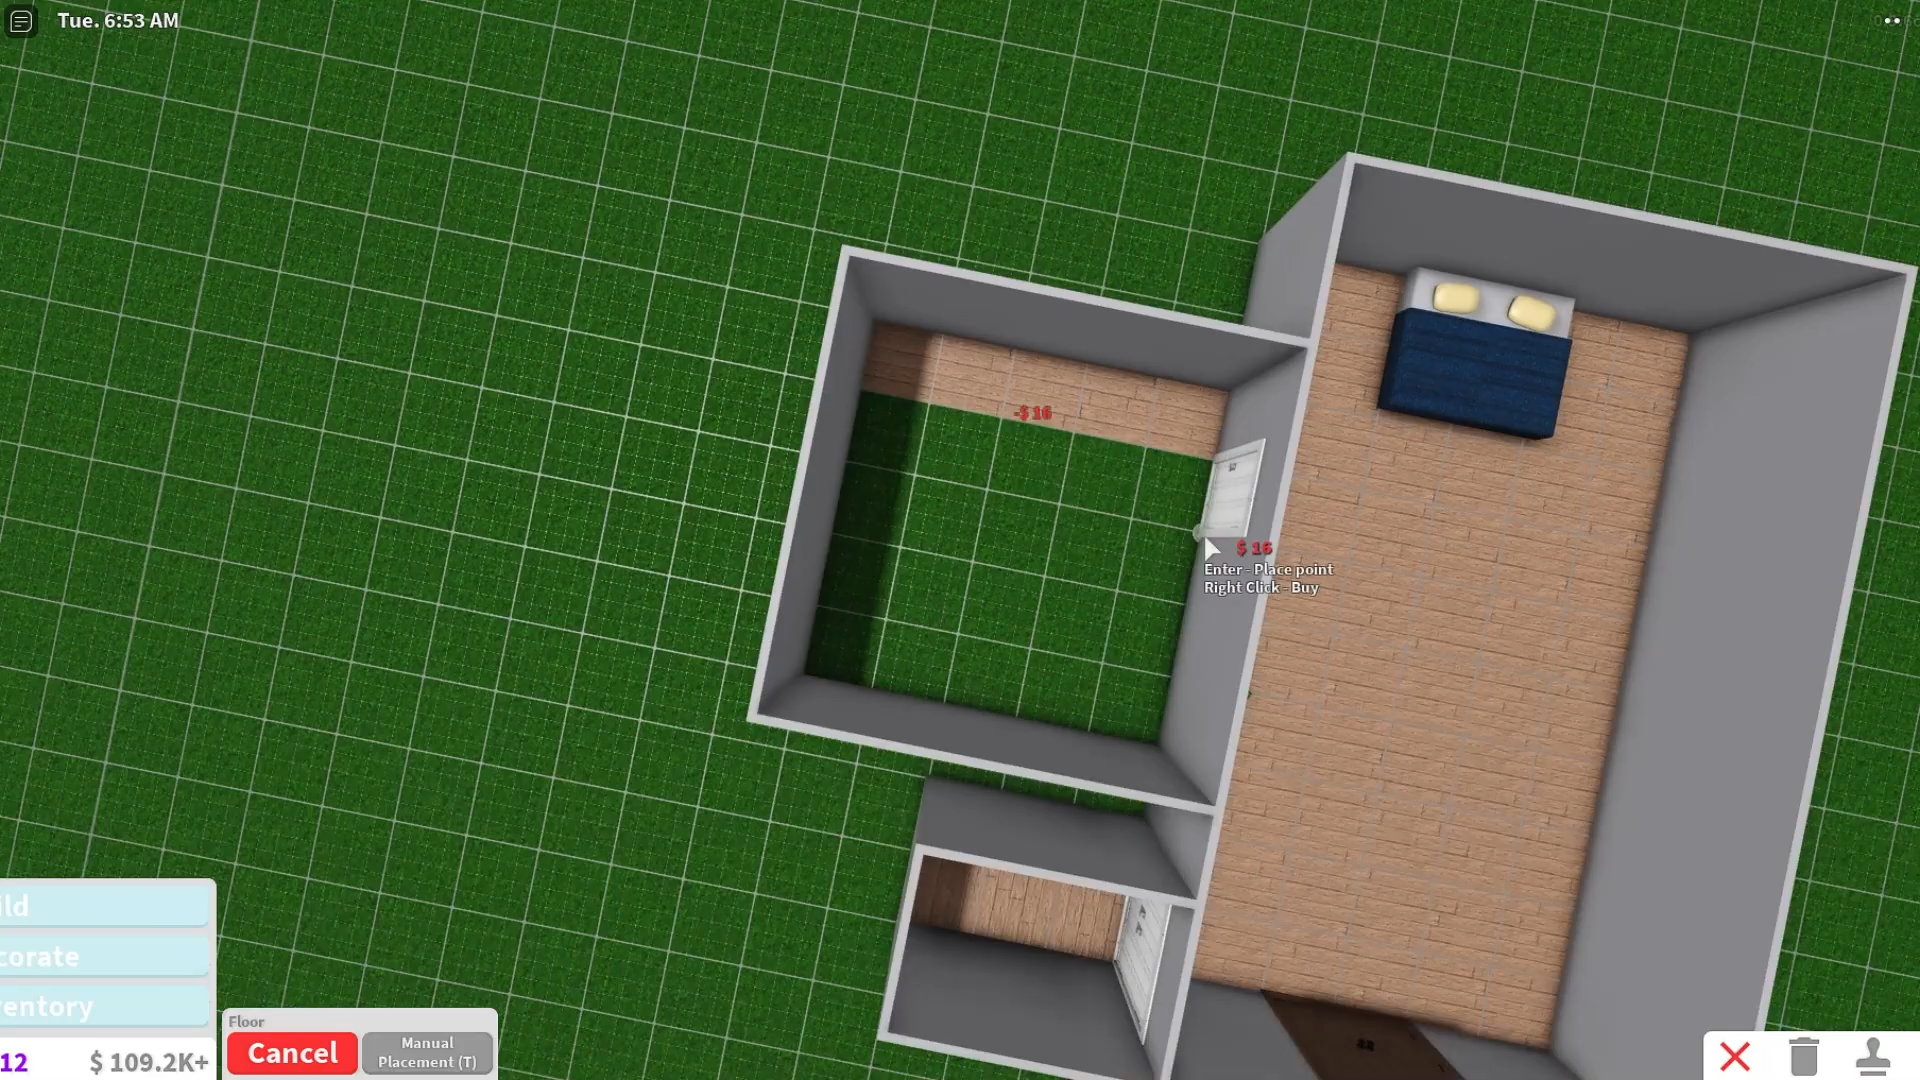 Tue. 6:53 AM
-$ 16
$ 16
Enter - Place point
Right Click - Buy
ild
corate
ventory
12
$ 109.2K+
Floor
Cancel
Manual
Placement (T)